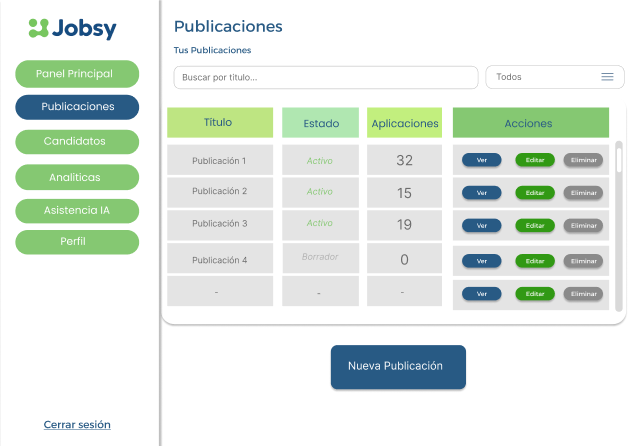 Jobsy
Panel Principal
Publicaciones
Candidatos
Analiticas
Asistencia IA
Perfil
Cerrar sesión
Publicaciones
Tus Publicaciones
Buscar por titulo...
Todos
Título Estado Aplicaciones Acciones
Publicación 1 Activo 32 Ver Editar Eliminar
Publicación 2 Activo 15 Ver Editar Eliminar
Publicación 3 Activo 19 Ver Editar Eliminar
Publicación 4 Borrador 0 Ver Editar Eliminar
- - - Ver Editar Eliminar
Nueva Publicación